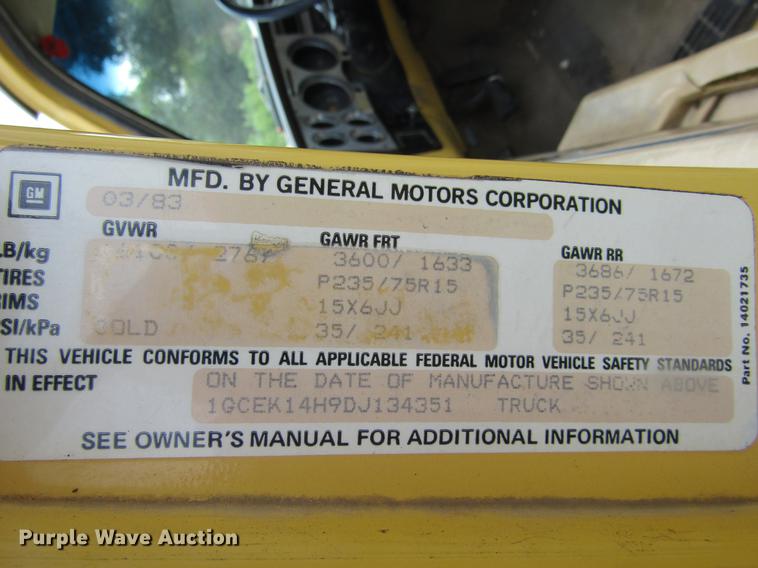 MFD. BY GENERAL MOTORS CORPORATION
GM
03/83
GVWR GAWR FRT GAWR RR
LB/kg 3600/ 1633 3686/ 1672
TIRES P235/75R15 P235/75R15
RIMS 15X6JJ 15X6JJ
PSI/kPa COLD 35/ 241 35/ 241
THIS VEHICLE CONFORMS TO ALL APPLICABLE FEDERAL MOTOR VEHICLE SAFETY STANDARDS
IN EFFECT ON THE DATE OF MANUFACTURE SHOWN ABOVE
1GCEK14H9DJ134351 TRUCK
SEE OWNER'S MANUAL FOR ADDITIONAL INFORMATION
Part No. 14021735
Purple Wave Auction